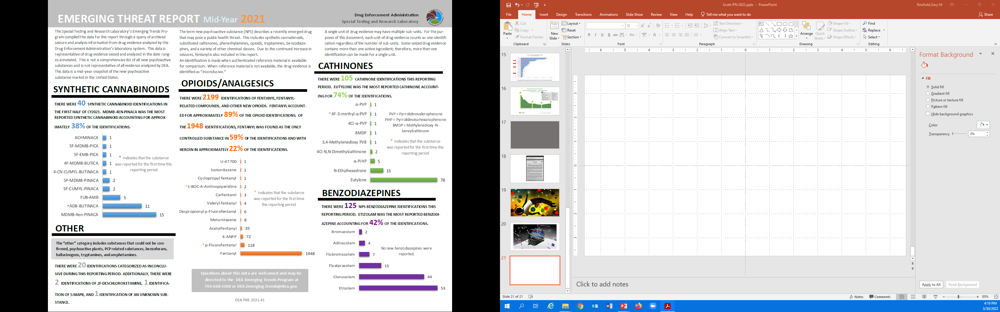 EMERGING THREAT REPORT Mid-Year 2021
Drug Enforcement Administration
Special Testing and Research Laboratory
The Special Testing and Research Laboratory's Emerging Trends Pro-
gram compiled the data for this report through a query of archived
seizure and analysis information from drug evidence analyzed by the
Drug Enforcement Administration's laboratory system. This data is
representative of drug evidence seized and analyzed in the date rang-
es annotated. This is not a comprehensive list of all new psychoactive
substances and is not representative of all evidence analyzed by DEA.
This data is a mid-year snapshot of the new psychoactive
substance market in the United States.
SYNTHETIC CANNABINOIDS
THERE WERE 40 SYNTHETIC CANNABINOID IDENTIFICATIONS IN
THE FIRST HALF OF CY2021. MDMB-4EN-PINACA WAS THE MOST
REPORTED SYNTHETIC CANNABINOID ACCOUNTING FOR APPROX-
IMATELY 38% OF THE IDENTIFICATIONS.
ACHMINACA 1
5F-MDMB-PICA 1
5F-EMB-PICA 1
4F-MDMB-BUTICA 1
4-CN-CUMYL-BUTINACA 1
5F-MDMB-PINACA 2
5F-CUMYL-PINACA 2
FUB-AMB 5
*ADB-BUTINACA 11
MDMB-4en-PINACA 15
* Indicates that the substance
was reported for the first time this
reporting period
OTHER
The "other" category includes substances that could not be con-
firmed, psychoactive plants, PCP related substances, benzofurans,
hallucinogens, tryptamines, and amphetamines.
THERE WERE 20 IDENTIFICATIONS CATEGORIZED AS INCONCLU-
SIVE DURING THIS REPORTING PERIOD. ADDITIONALLY, THERE WERE
2 IDENTIFICATIONS OF 2F-DESCHLOROKETAMINE, 1 IDENTIFICA-
TION OF 5-MAPB, AND 1 IDENTIFICATION OF AN UNKNOWN SUB-
STANCE.
The term new psychoactive substance (NPS) describes a recently emerged drug
that may pose a public health threat. This includes synthetic cannabinoids,
substituted cathinones, phenethylamines, opioids, tryptamines, benzodiaze-
pines, and a variety of other chemical classes. Due to the continued increase in
seizures, fentanyl is also included in this report.
An identification is made when authenticated reference material is available
for comparison. When reference material is not available, the drug evidence is
identified as "inconclusive."
OPIOIDS/ANALGESICS
THERE WERE 2199 IDENTIFICATIONS OF FENTANYL, FENTANYL-
RELATED COMPOUNDS, AND OTHER NEW OPIOIDS. FENTANYL ACCOUNT-
ED FOR APPROXIMATELY 89% OF THE OPIOID IDENTIFICATIONS. OF
THE 1948 IDENTIFICATIONS, FENTANYL WAS FOUND AS THE ONLY
CONTROLLED SUBSTANCE IN 59% OF THE IDENTIFICATIONS AND WITH
HEROIN IN APPROXIMATELY 22% OF THE IDENTIFICATIONS.
U-47700 1
Isotonitazene 1
Cyclopropyl fentanyl 1
*t-BOC-4-Anilinopiperidine 2
Carfentanil 3
Valeryl fentanyl 4
Despropionyl p-Fluorofentanyl 6
Metonitazene 8
Acetylfentanyl 35
4-ANPP 72
*p-Fluorofentanyl 118
Fentanyl 1948
* Indicates that the substance
was reported for the first time
this reporting period
Questions about this data are welcomed and may be
directed to the DEA Emerging Trends Program at
703-668-3300 or DEA.Emerging.Trends@dea.gov.
DEA PRB 2021-41
A single unit of drug evidence may have multiple sub-units. For the pur-
poses of this document, each unit of drug evidence counts as one identifi-
cation regardless of the number of sub-units. Some seized drug evidence
contains more than one active ingredient; therefore, more than one
identification can be made for a single unit.
CATHINONES
THERE WERE 105 CATHINONE IDENTIFICATIONS THIS REPORTING
PERIOD. EUTYLONE WAS THE MOST REPORTED CATHINONE ACCOUNT-
ING FOR 74% OF THE IDENTIFICATIONS.
α-PVP 1
*4F-3-methyl-α-PVP 1
4Cl-α-PVP 1
BMDP 1
3,4-Methylenedioxy PV8 1
4Cl-N,N-Dimethylcathinone 2
α-PiHP 5
N-Ethylhexedrone 15
Eutylone 78
PVP = Pyrrolidinovalerophenone
PiHP = Pyrrolidinoisohexanophenone
BMDP = Methylenedioxy-N-
benzylcathinone
* Indicates that the substance
was reported for the first time this
reporting period
BENZODIAZEPINES
THERE WERE 125 NPS BENZODIAZEPINE IDENTIFICATIONS THIS
REPORTING PERIOD. ETIZOLAM WAS THE MOST REPORTED BENZODI-
AZEPINE ACCOUNTING FOR 42% OF THE IDENTIFICATIONS.
Bromazolam 2
Adinazolam 4
Flubromazolam 7
Flualprazolam 15
Clonazolam 44
Etizolam 53
No new benzodiazepines were
reported.
Scott IPN 2022.pptx - PowerPoint
Reisfield,Gary M
File Home Insert Design Transitions Animations Slide Show Review View Help Tell me what you want to do Share
Paste
Cut
Copy
Format Painter
Clipboard
New
Slide
Layout
Reset
Section
Slides
18
Font
Text Direction
Align Text
Convert to SmartArt
Paragraph
Arrange
Quick
Styles
Shape Fill
Shape Outline
Shape Effects
Drawing
Find
Replace
Select
Editing
15
16
17
18
19
20
21
6 5 4 3 2 1 0 1 2 3 4 5 6
3
2
1
0
1
2
3
Click to add notes
Format Background
Fill
Solid fill
Gradient fill
Picture or texture fill
Pattern fill
Hide background graphics
Color
Transparency 0%
Apply to All Reset Background
Slide 21 of 21
Notes Comments 85%
4:19 PM
3/30/2022